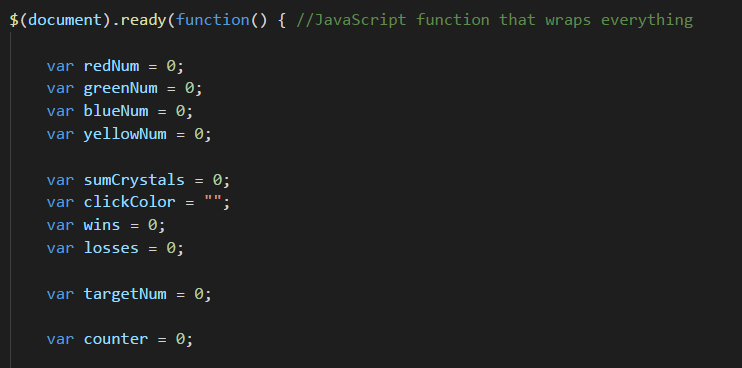 $(document).ready(function() { //JavaScript function that wraps everything
var redNum = 0;
var greenNum = 0;
var blueNum = 0;
var yellowNum = 0;
var sumCrystals = 0;
var clickColor = "";
var wins = 0;
var losses = 0;
var targetNum = 0;
var counter = 0;